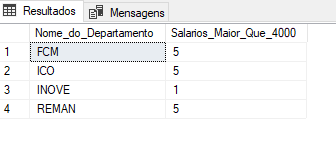 Resultados Mensagens
Nome_do_Departamento Salarios_Maior_Que_4000
1 FCM 5
2 ICO 5
3 INOVE 1
4 REMAN 5